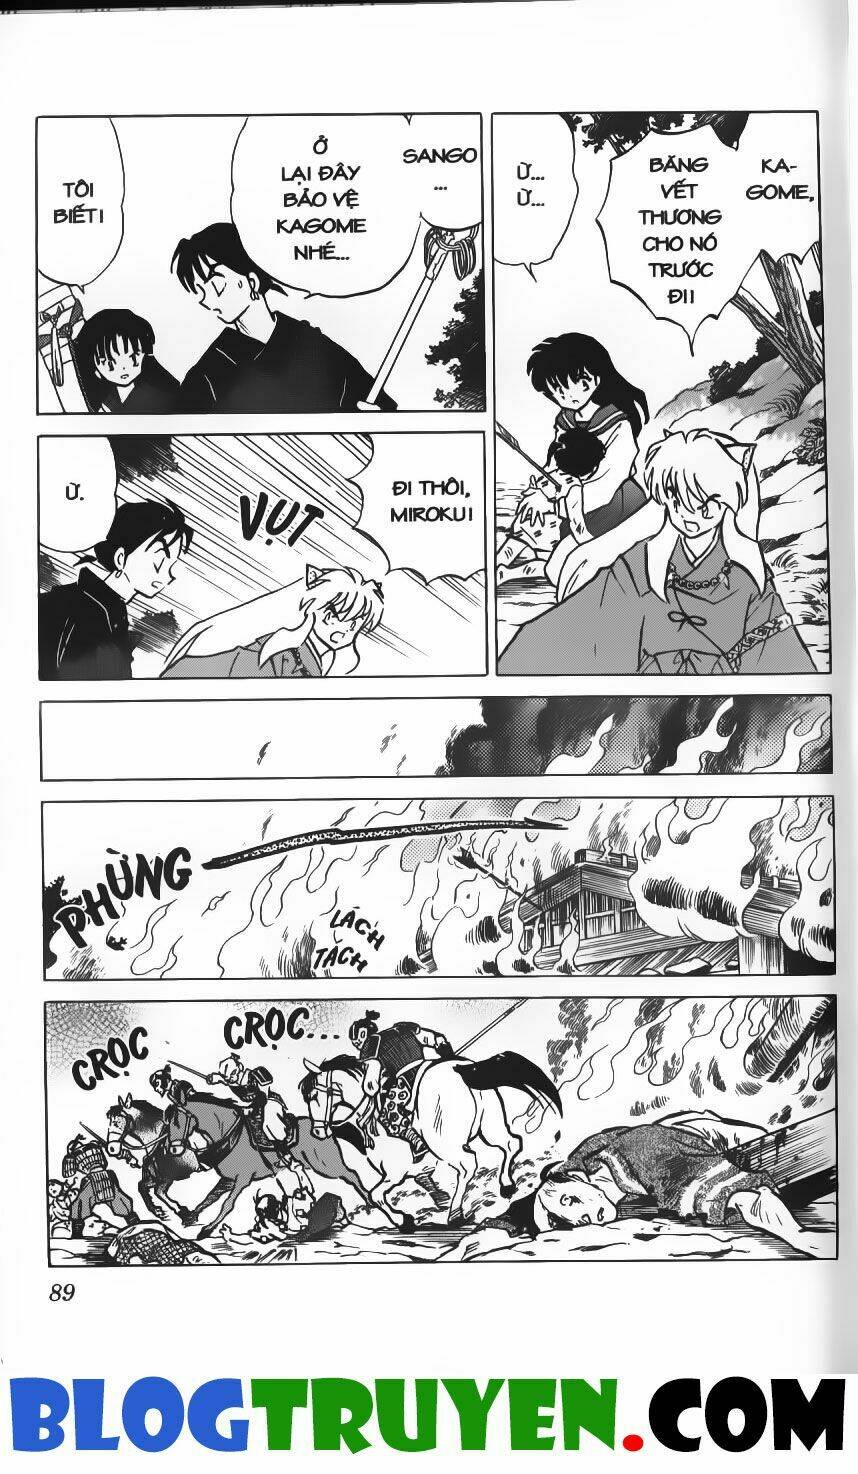 KA-
GOME,
BĂNG
VẾT
THƯƠNG
CHO NÓ
TRƯỚC
ĐI!
Ừ...
Ừ...
SANGO
...
Ở
LẠI ĐÂY
BẢO VỆ
KAGOME
NHÉ...
TÔI
BIẾT!
ĐI THÔI,
MIROKU!
VỤT
Ừ.
PHỪNG
LÁCH
TÁCH
CRỌC
CRỌC...
89
BLOGTRUYEN.COM